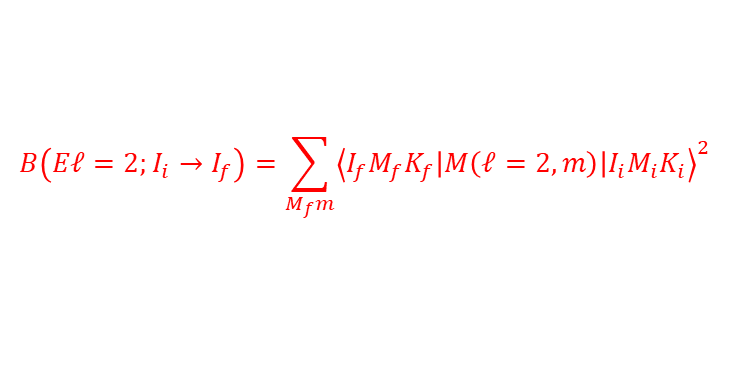 B(Eℓ = 2; I_i → I_f) = ∑_{M_f m} ⟨I_f M_f K_f|M(ℓ = 2, m)|I_i M_i K_i⟩^2